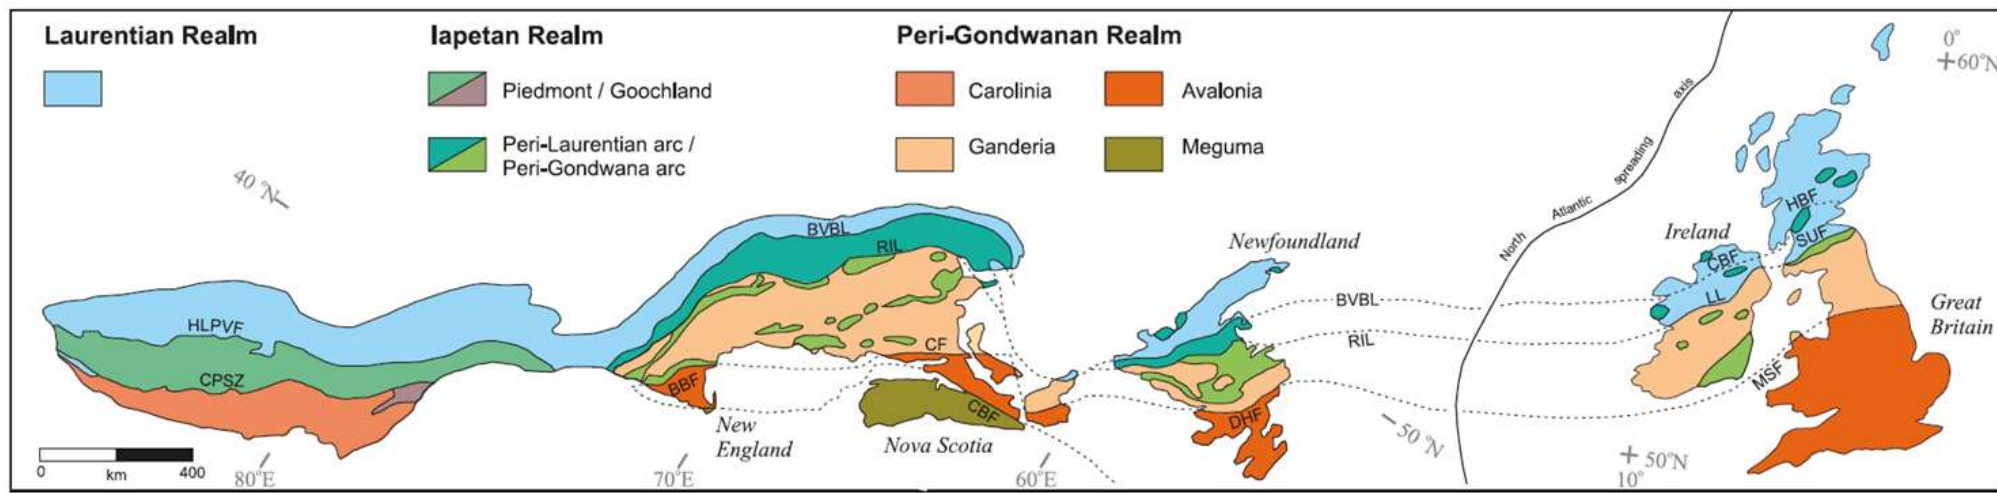 Laurentian Realm
Iapetan Realm
Peri-Gondwanan Realm
Piedmont / Goochland
Carolinia
Avalonia
Peri-Laurentian arc /
Peri-Gondwana arc
Ganderia
Meguma
0°
60°N
40 °N
North
Atlantic
spreading
axis
HBF
SUF
Ireland
CBF
LL
Newfoundland
BVBL
RIL
BVBL
RIL
Great
Britain
HLPVF
CPSZ
CF
BBF
CBF
DHF
MSF
New
England
Nova Scotia
0
km
400
80°E
70°E
60°E
50 °N
50°N
10°